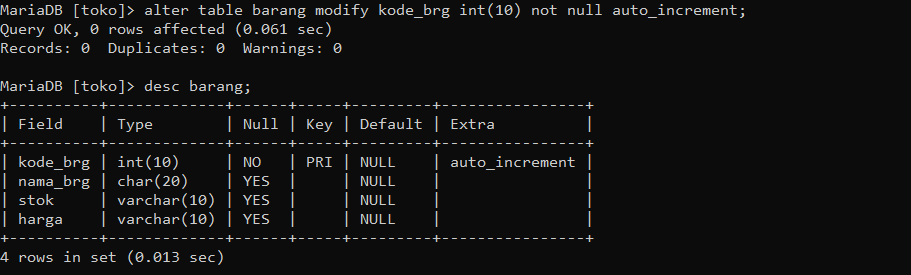 MariaDB [toko]> alter table barang modify kode_brg int(10) not null auto_increment;
Query OK, 0 rows affected (0.061 sec)
Records: 0  Duplicates: 0  Warnings: 0

MariaDB [toko]> desc barang;
+----------+-------------+------+-----+---------+----------------+
| Field    | Type        | Null | Key | Default | Extra          |
+----------+-------------+------+-----+---------+----------------+
| kode_brg | int(10)     | NO   | PRI | NULL    | auto_increment |
| nama_brg | char(20)    | YES  |     | NULL    |                |
| stok     | varchar(10) | YES  |     | NULL    |                |
| harga    | varchar(10) | YES  |     | NULL    |                |
+----------+-------------+------+-----+---------+----------------+
4 rows in set (0.013 sec)